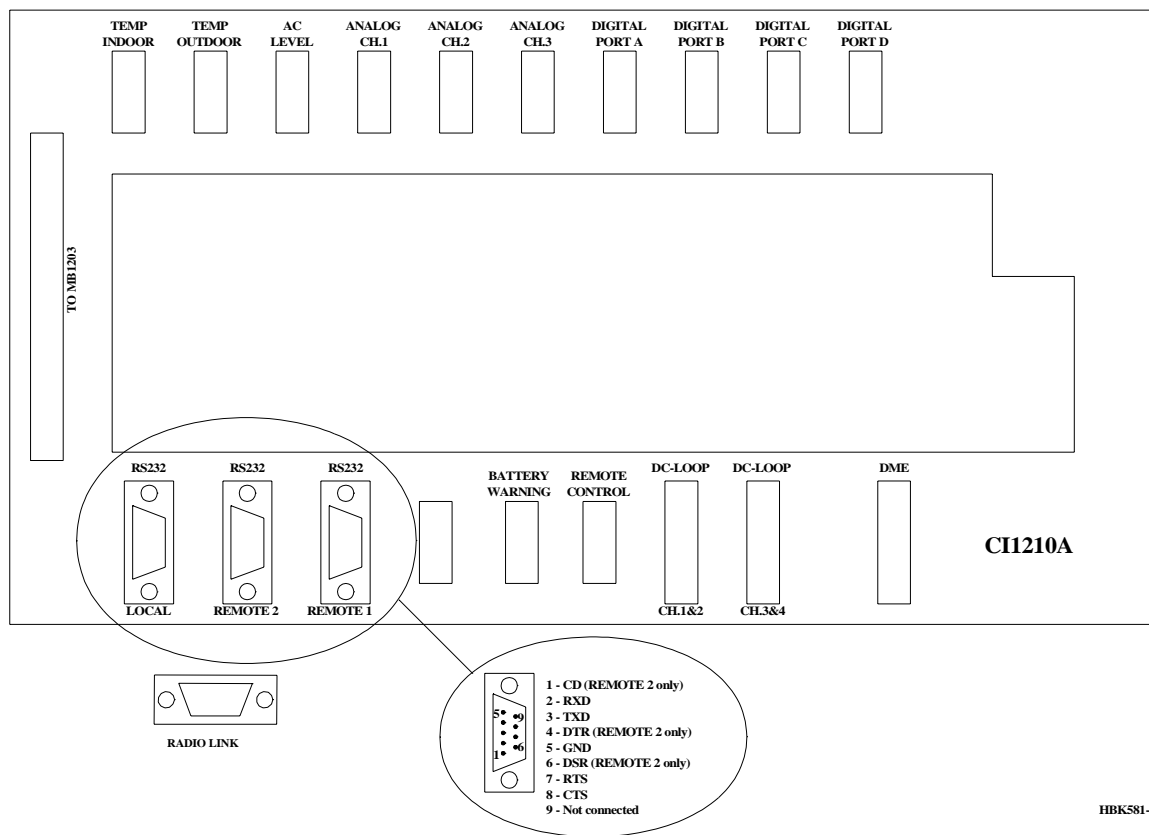 TEMP
INDOOR
TEMP
OUTDOOR
AC
LEVEL
ANALOG
CH.1
ANALOG
CH.2
ANALOG
CH.3
DIGITAL
PORT A
DIGITAL
PORT B
DIGITAL
PORT C
DIGITAL
PORT D
TO MB1203
RS232
LOCAL
RS232
REMOTE 2
RS232
REMOTE 1
BATTERY
WARNING
REMOTE
CONTROL
DC-LOOP
CH.1&2
DC-LOOP
CH.3&4
DME
CI1210A
RADIO LINK
5
9
6
1
1 - CD (REMOTE 2 only)
2 - RXD
3 - TXD
4 - DTR (REMOTE 2 only)
5 - GND
6 - DSR (REMOTE 2 only)
7 - RTS
8 - CTS
9 - Not connected
HBK581-